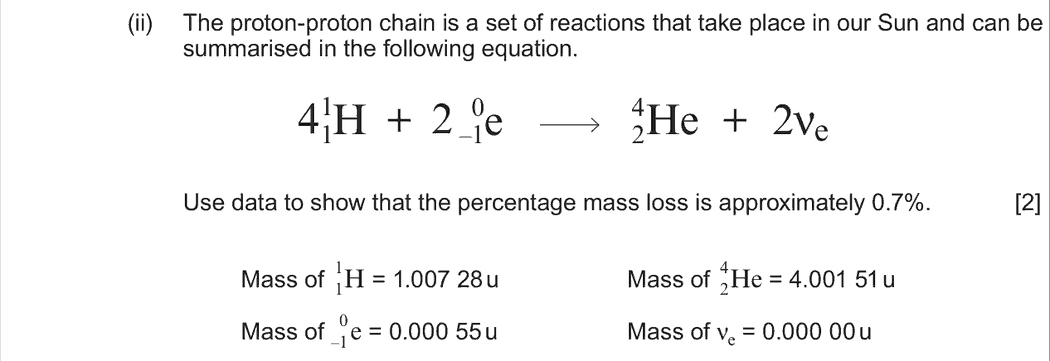 (ii) The proton-proton chain is a set of reactions that take place in our Sun and can be
summarised in the following equation.
4 ¹₁H + 2 ⁰₋₁e ⟶ ⁴₂He + 2νₑ
Use data to show that the percentage mass loss is approximately 0.7%. [2]
Mass of ¹₁H = 1.007 28 u Mass of ⁴₂He = 4.001 51 u
Mass of ⁰₋₁e = 0.000 55 u Mass of νₑ = 0.000 00 u